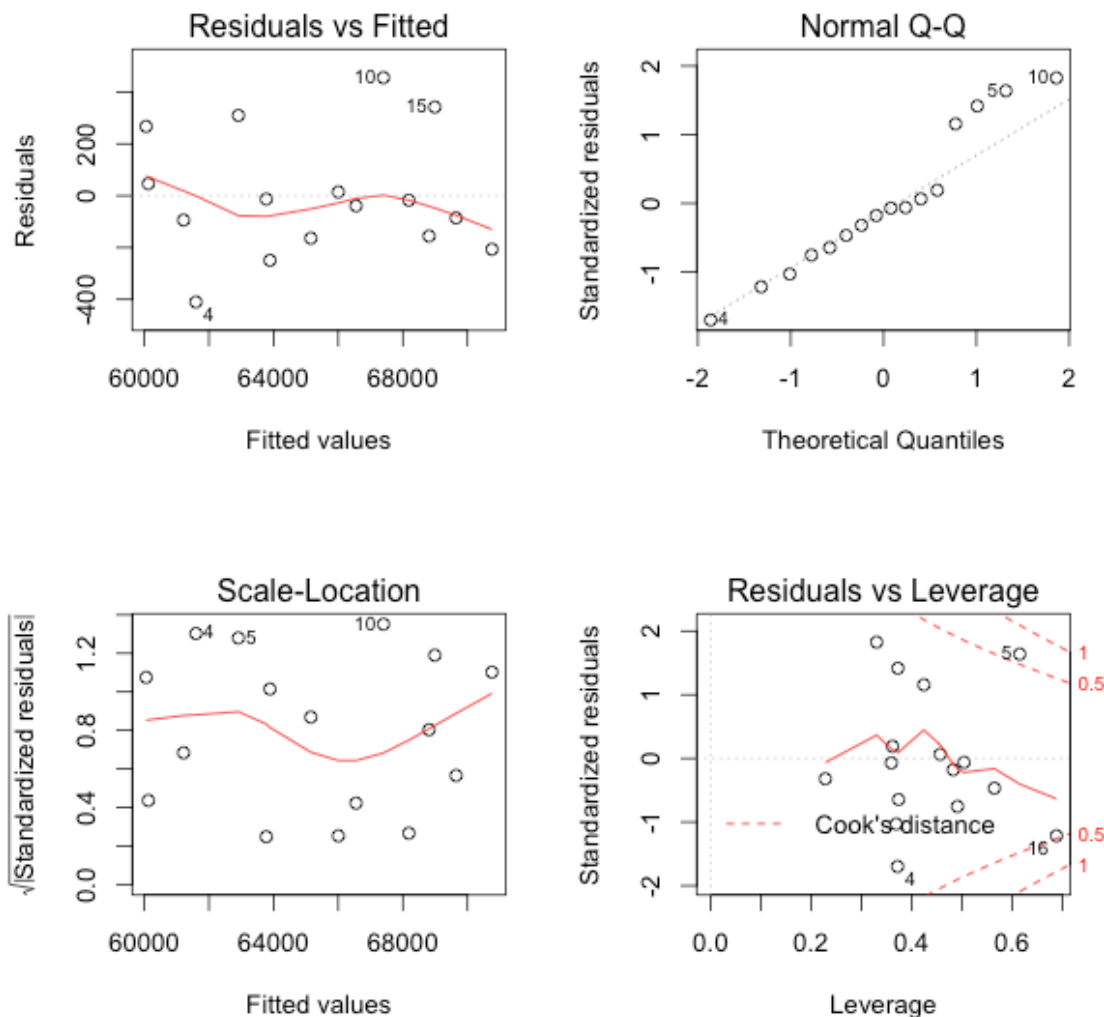 Residuals vs Fitted
Residuals
200
0
-400
10
15
4
60000 64000 68000
Fitted values
Normal Q-Q
Standardized residuals
2
1
0
-1
5
10
4
-2 -1 0 1 2
Theoretical Quantiles
Scale-Location
√|Standardized residuals|
1.2
0.8
0.4
0.0
4
5
10
60000 64000 68000
Fitted values
Residuals vs Leverage
Standardized residuals
2
1
0
-1
-2
5
1
0.5
Cook's distance
16
0.5
1
4
0.0 0.2 0.4 0.6
Leverage